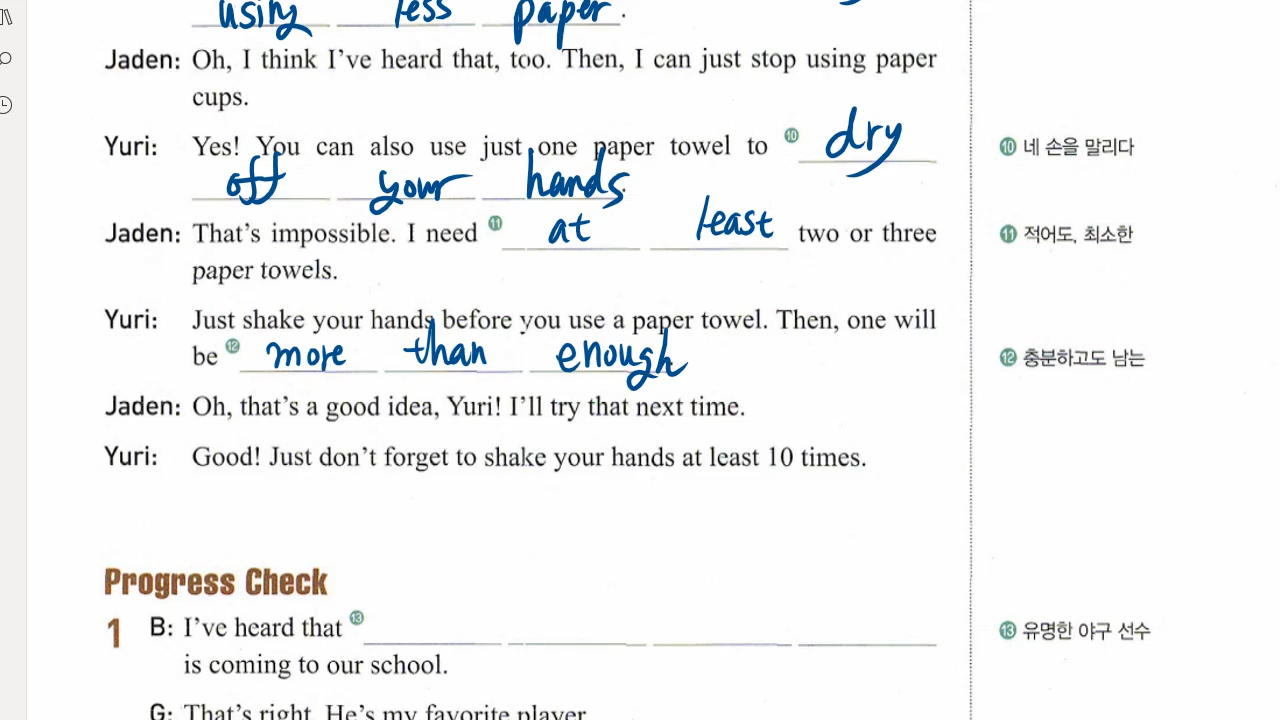 using less paper.
Jaden: Oh, I think I've heard that, too. Then, I can just stop using paper
cups.
Yuri: Yes! You can also use just one paper towel to ⑩ dry
off your hands.
⑩ 네 손을 말리다
Jaden: That's impossible. I need ⑪ at least two or three
⑪ 적어도, 최소한
paper towels.
Yuri: Just shake your hands before you use a paper towel. Then, one will
be ⑫ more than enough
⑫ 충분하고도 남는
Jaden: Oh, that's a good idea, Yuri! I'll try that next time.
Yuri: Good! Just don't forget to shake your hands at least 10 times.
Progress Check
1 B: I've heard that ⑬
⑬ 유명한 야구 선수
is coming to our school.
G: That's right. He's my favorite player.